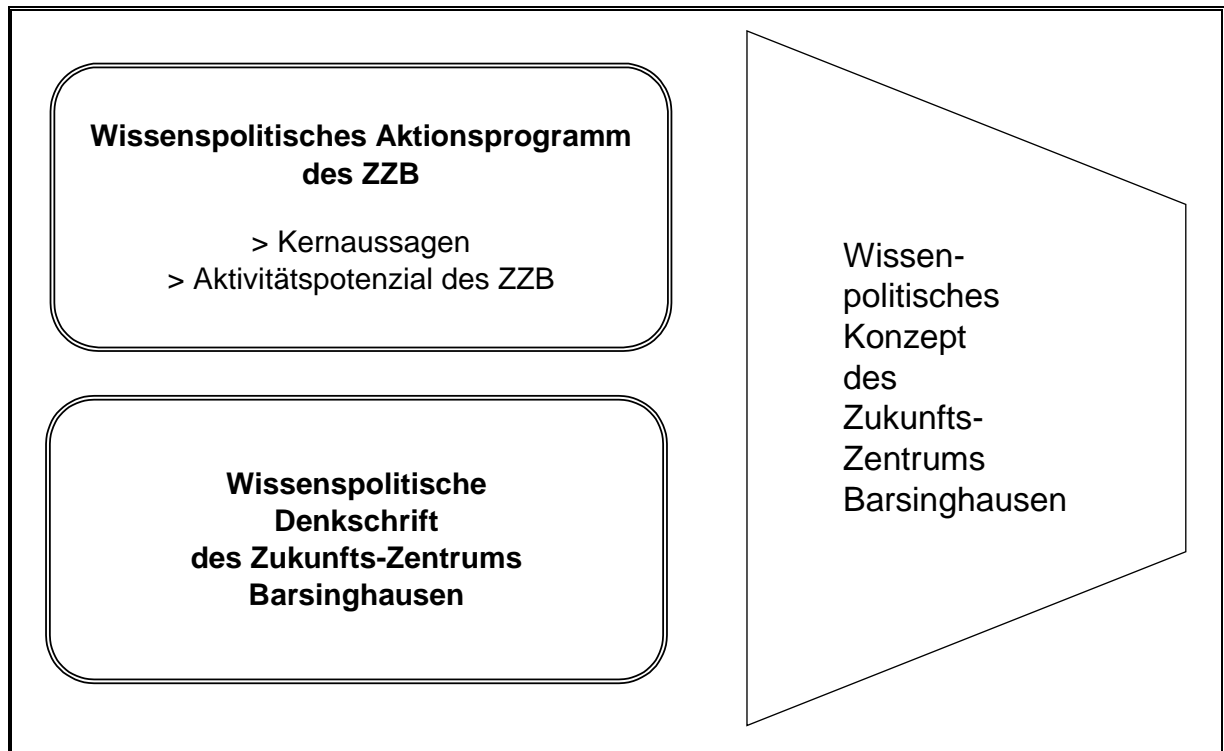 Wissenspolitisches Aktionsprogramm
des ZZB
> Kernaussagen
> Aktivitätspotenzial des ZZB
Wissenspolitische
Denkschrift
des Zukunfts-Zentrums
Barsinghausen
Wissen-
politisches
Konzept
des
Zukunfts-
Zentrums
Barsinghausen